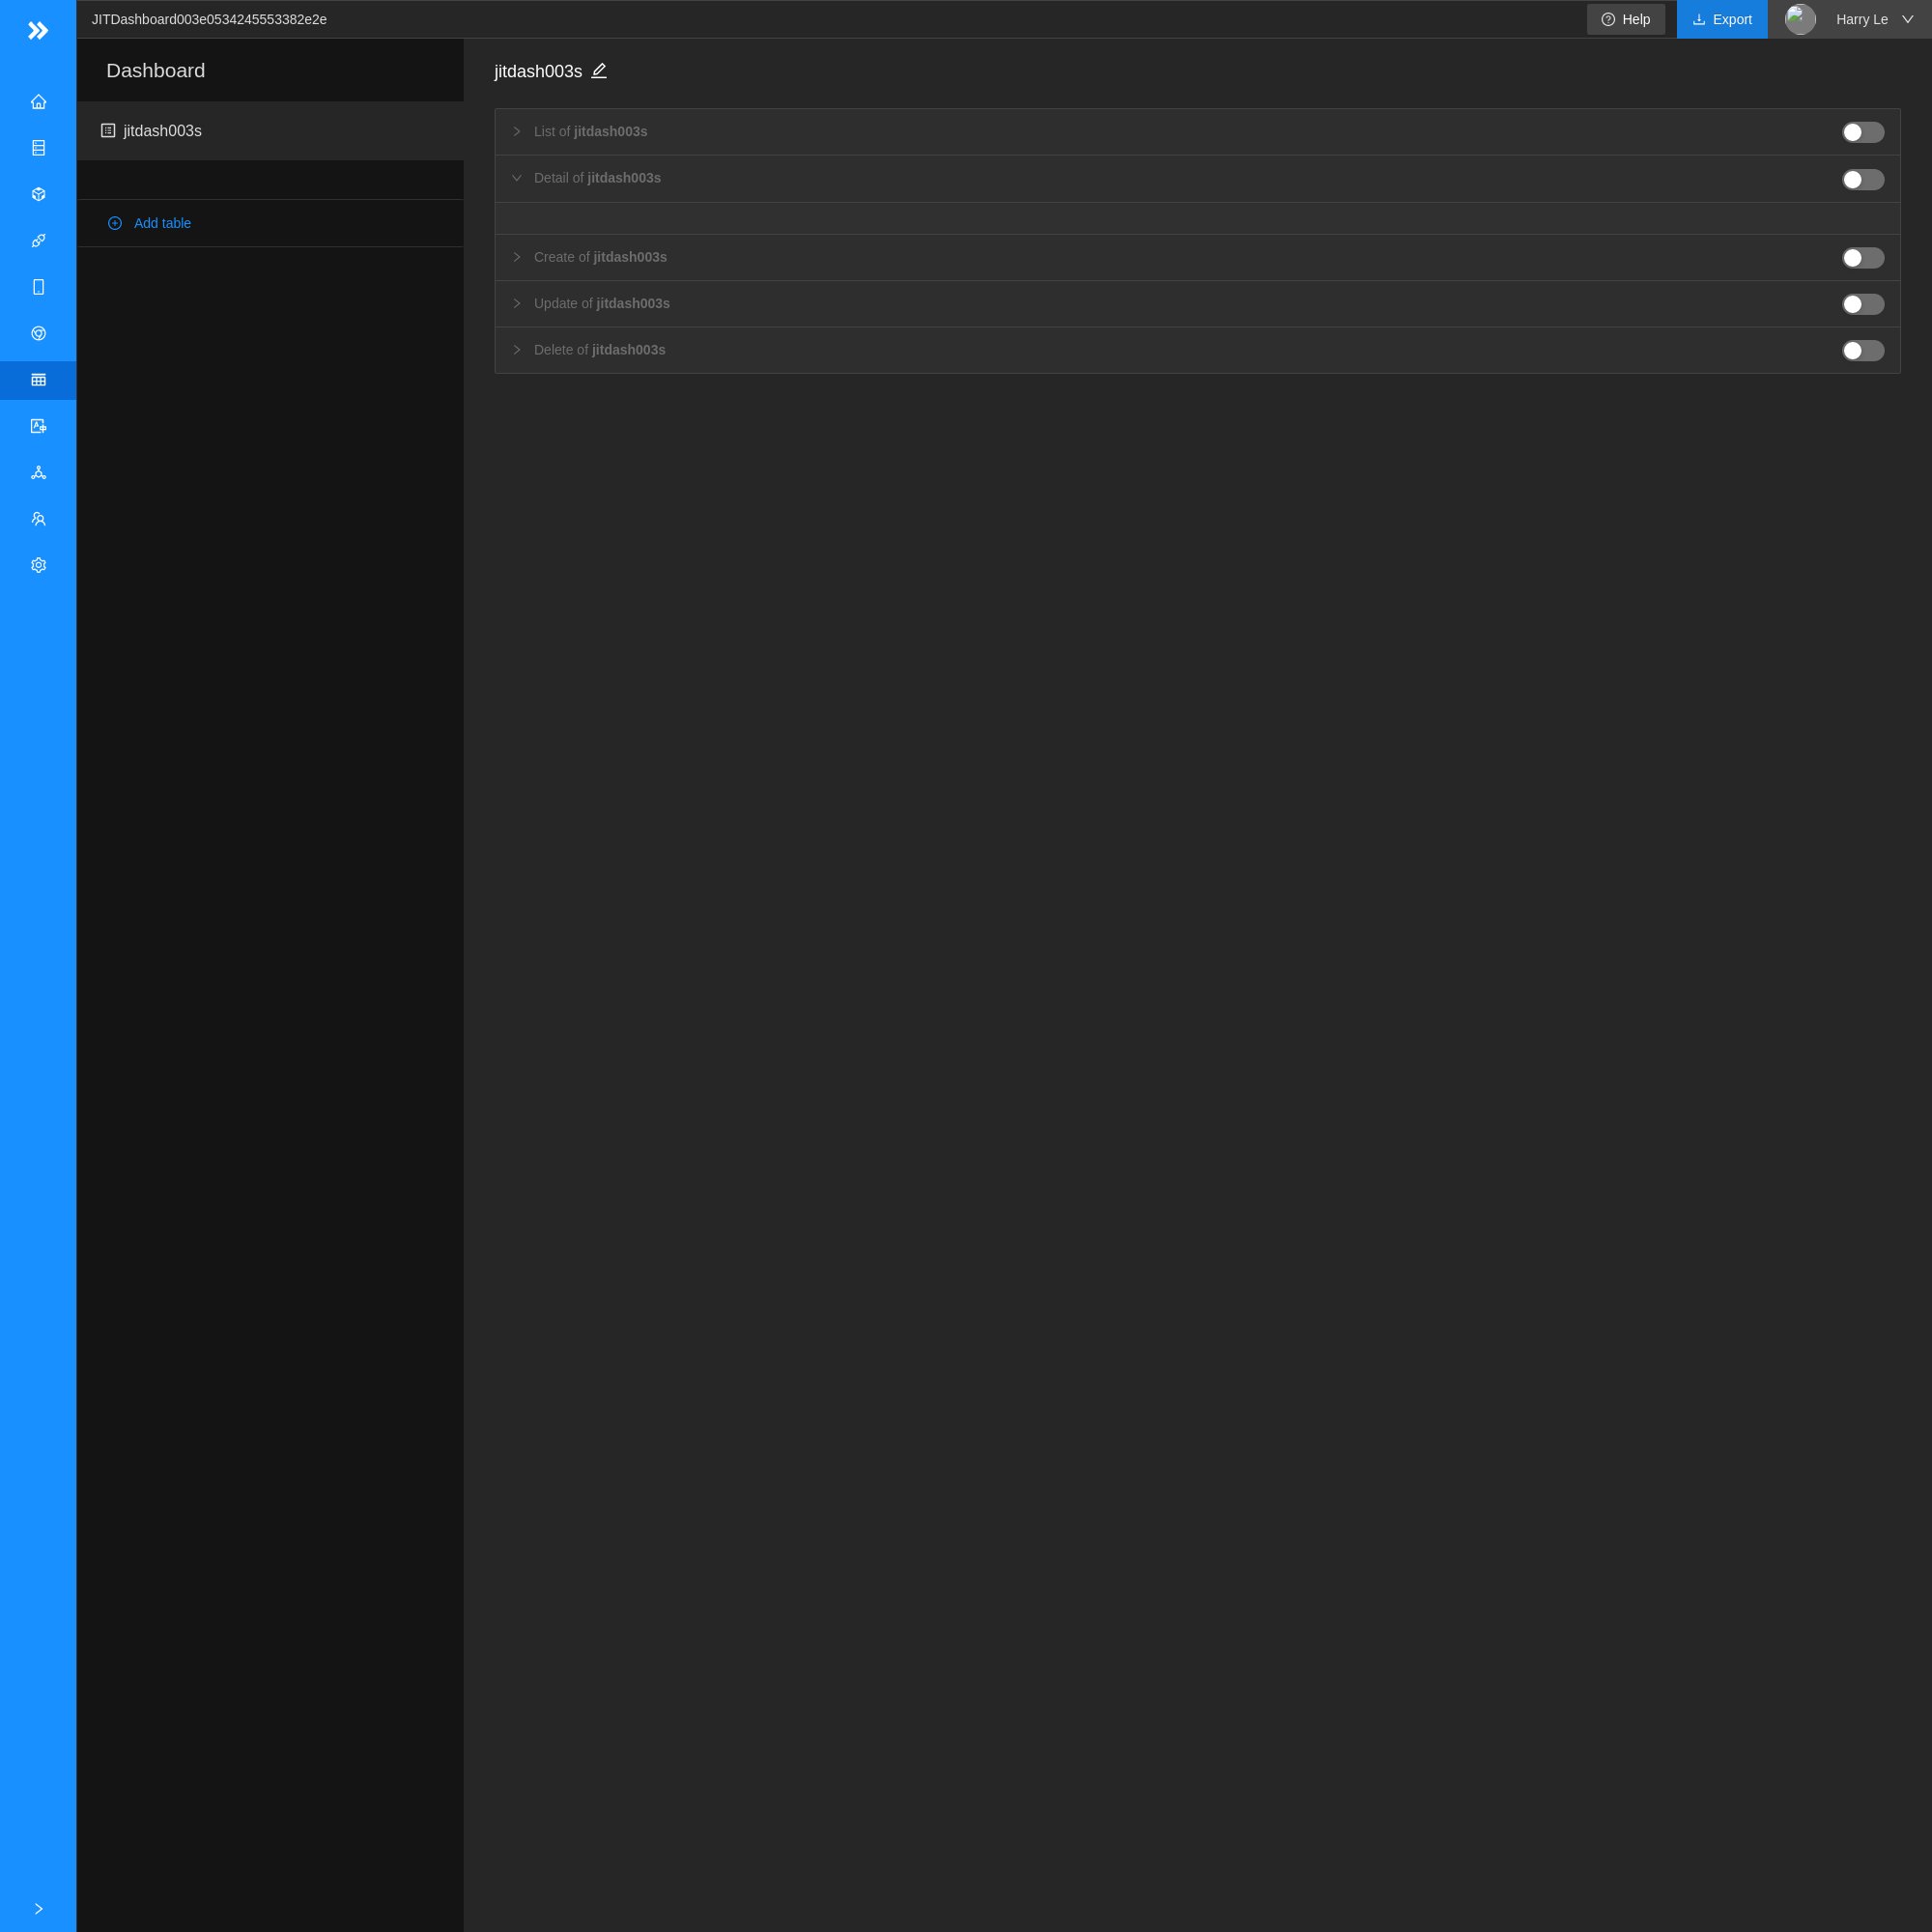 JITDashboard003e0534245553382e2e
Help
Export
Harry Le
Dashboard
jitdash003s
Add table
jitdash003s
List of jitdash003s
Detail of jitdash003s
Create of jitdash003s
Update of jitdash003s
Delete of jitdash003s